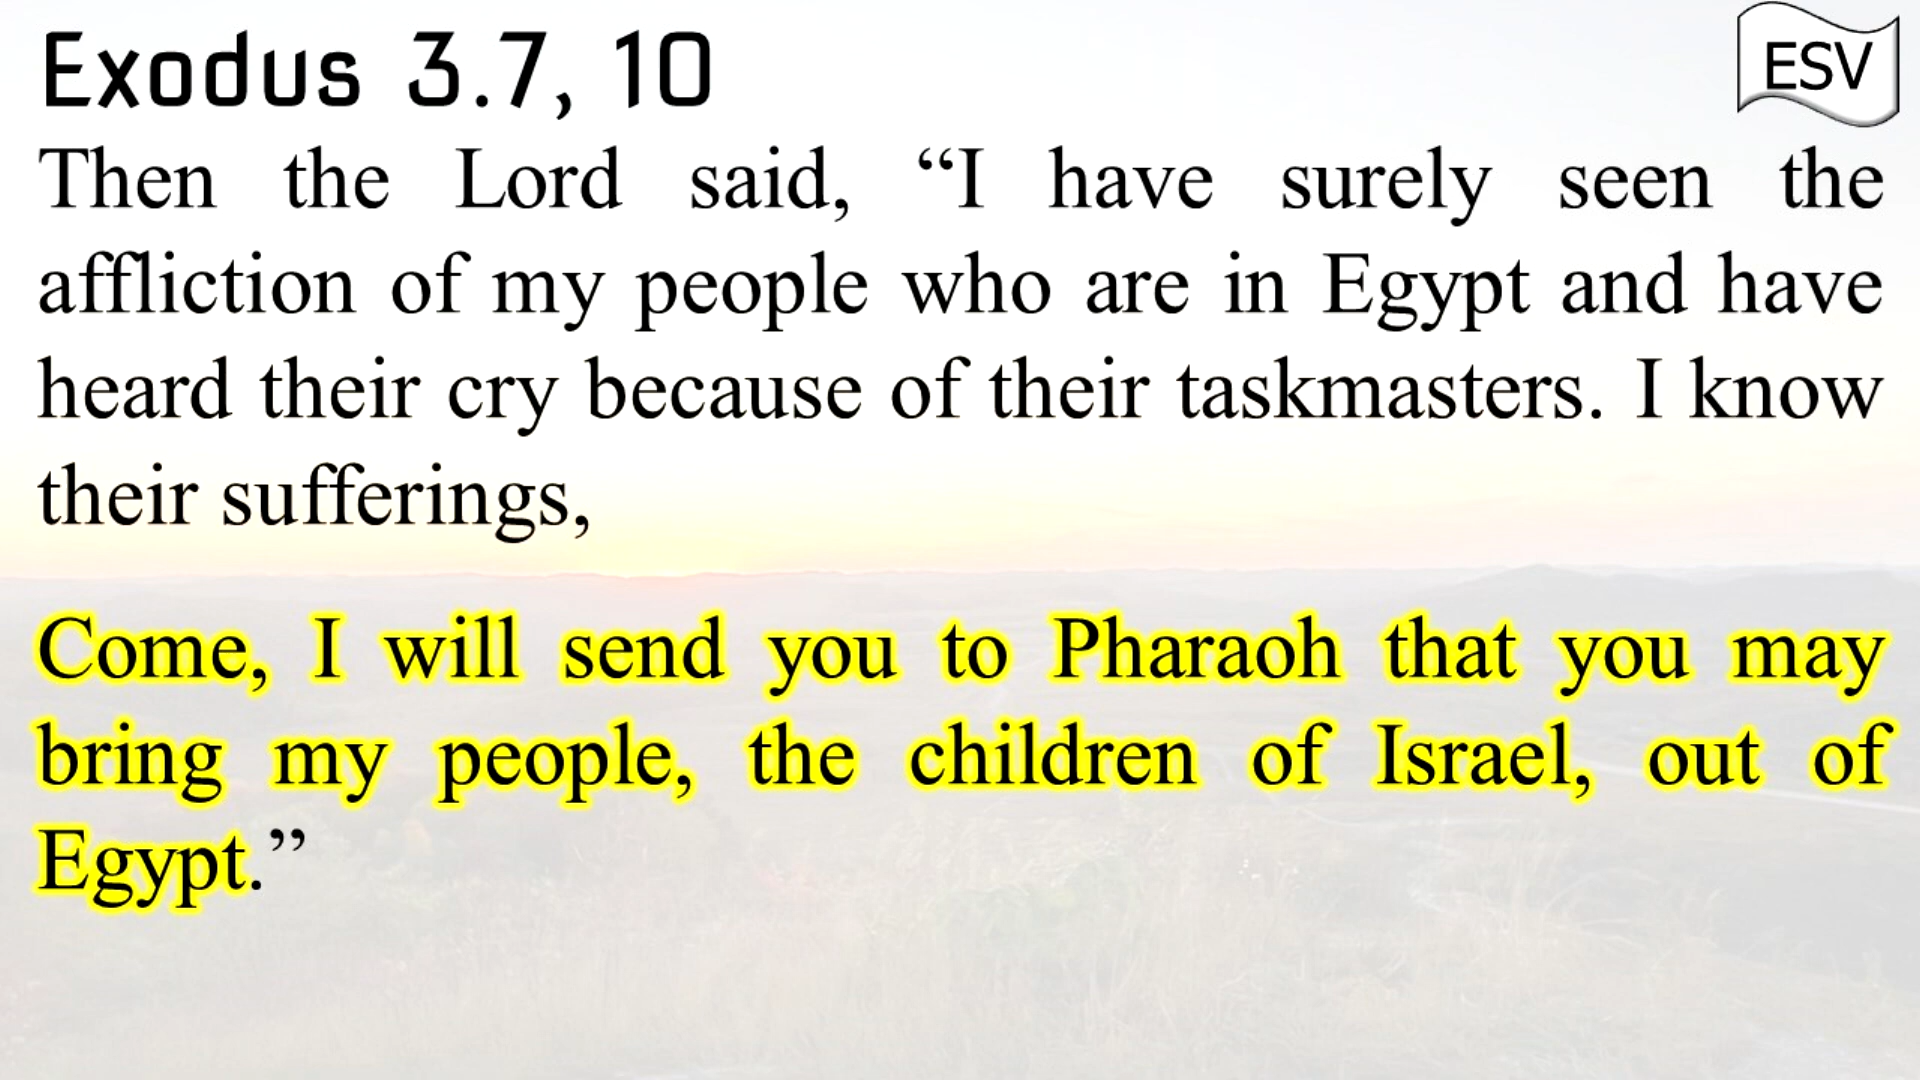 Exodus 3.7, 10
ESV
Then the Lord said, “I have surely seen the
affliction of my people who are in Egypt and have
heard their cry because of their taskmasters. I know
their sufferings,
Come, I will send you to Pharaoh that you may
bring my people, the children of Israel, out of
Egypt.”